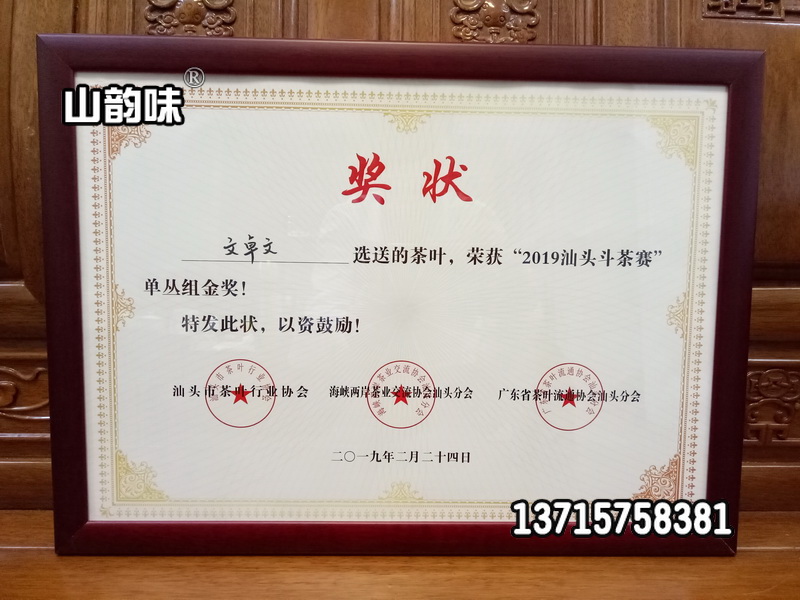 山韵味®
奖状
文卓文 选送的茶叶，荣获“2019汕头斗茶赛”
单丛组金奖！
特发此状，以资鼓励！
汕头市茶叶行业协会 海峡两岸茶业交流协会汕头分会 广东省茶叶流通协会汕头分会
二〇一九年二月二十四日
13715758381